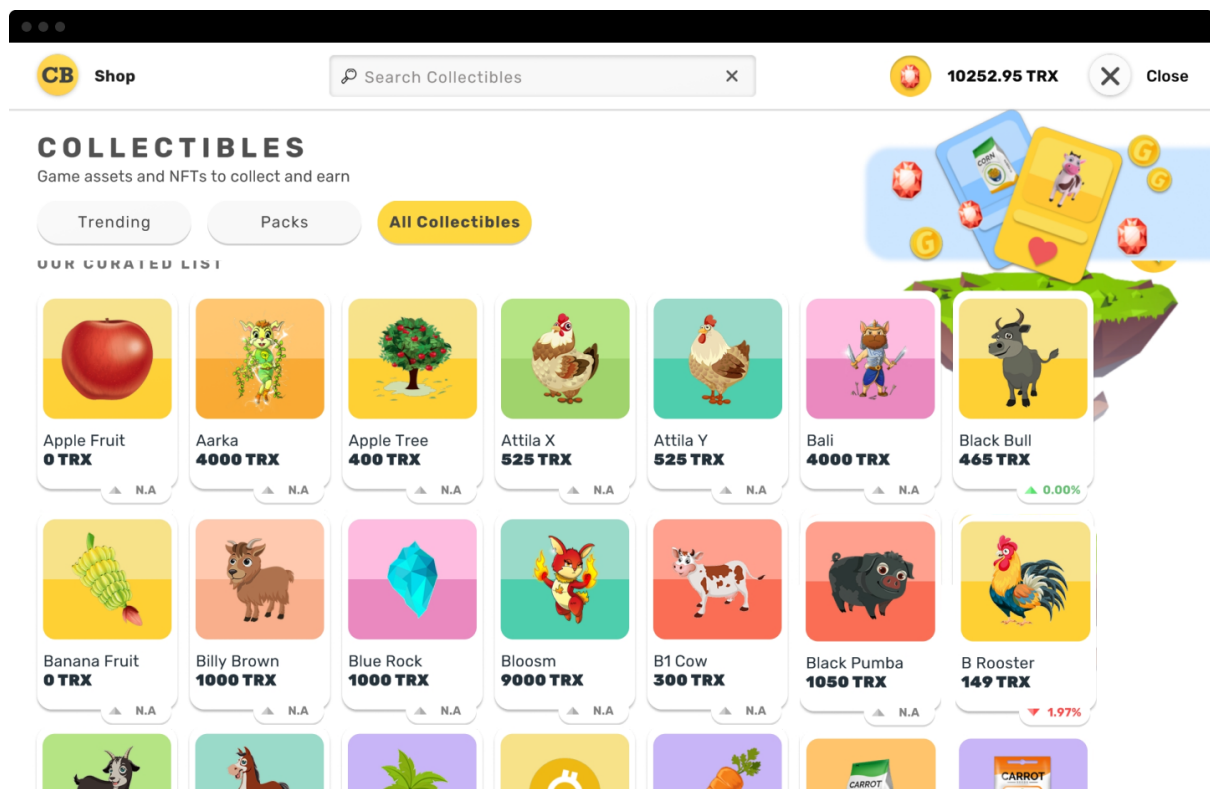 CB Shop
Search Collectibles
10252.95 TRX
Close
COLLECTIBLES
Game assets and NFTs to collect and earn
Trending
Packs
All Collectibles
OUR CURATED LIST
CORN
G
G
G
Apple Fruit
0 TRX
N.A
Aarka
4000 TRX
N.A
Apple Tree
400 TRX
N.A
Attila X
525 TRX
N.A
Attila Y
525 TRX
N.A
Bali
4000 TRX
N.A
Black Bull
465 TRX
0.00%
Banana Fruit
0 TRX
N.A
Billy Brown
1000 TRX
N.A
Blue Rock
1000 TRX
N.A
Bloosm
9000 TRX
N.A
B1 Cow
300 TRX
N.A
Black Pumba
1050 TRX
N.A
B Rooster
149 TRX
1.97%
CARROT
CARROT